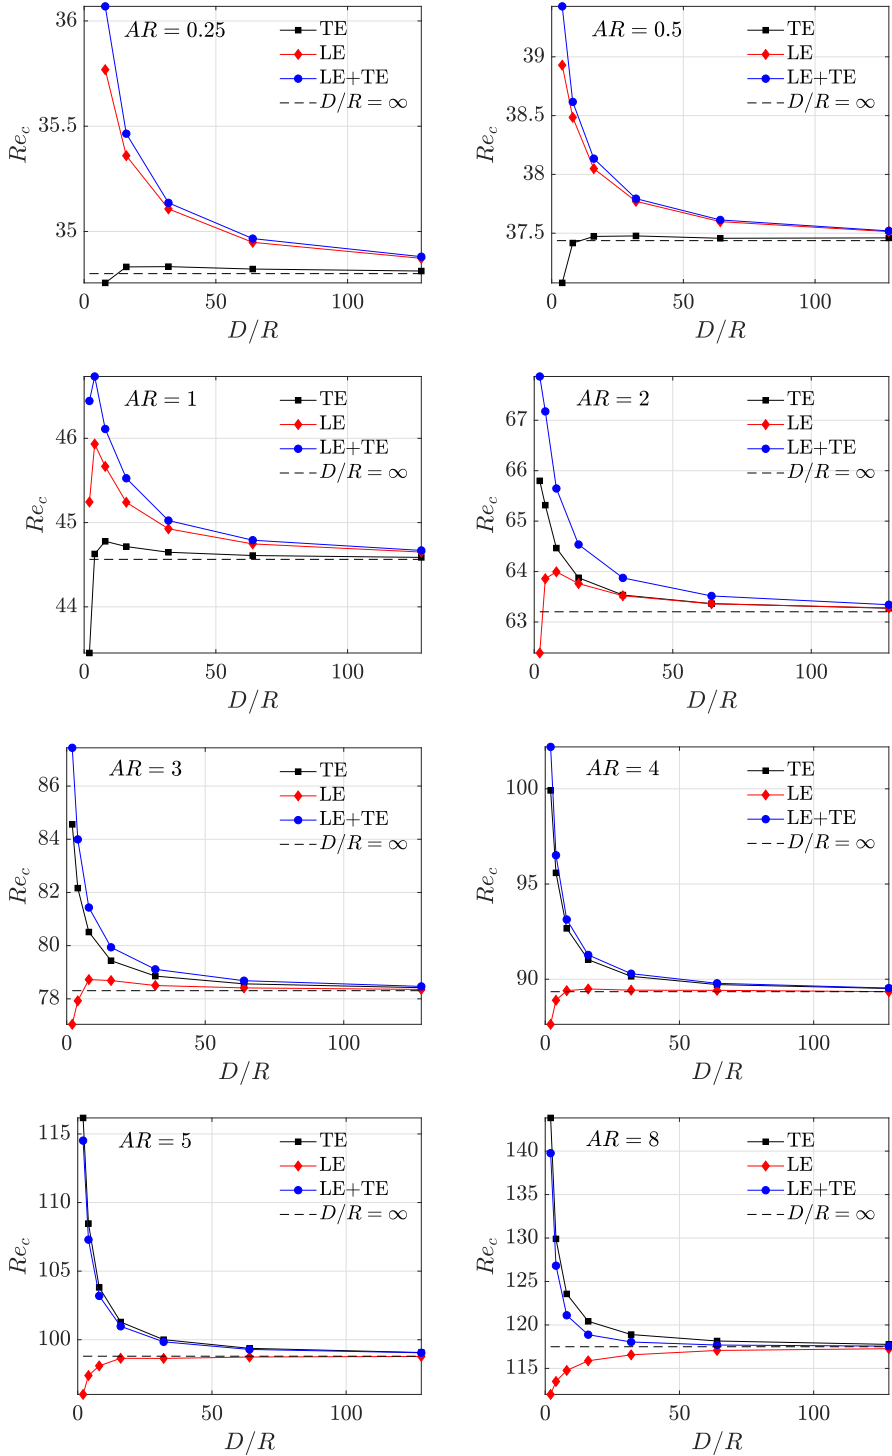 AR = 0.25
TE
LE
LE+TE
D/R = ∞
36
35.5
35
Re_c
0
50
100
D/R
AR = 0.5
TE
LE
LE+TE
D/R = ∞
39
38.5
38
37.5
Re_c
0
50
100
D/R
AR = 1
TE
LE
LE+TE
D/R = ∞
46
45
44
Re_c
0
50
100
D/R
AR = 2
TE
LE
LE+TE
D/R = ∞
67
66
65
64
63
Re_c
0
50
100
D/R
AR = 3
TE
LE
LE+TE
D/R = ∞
86
84
82
80
78
Re_c
0
50
100
D/R
AR = 4
TE
LE
LE+TE
D/R = ∞
100
95
90
Re_c
0
50
100
D/R
AR = 5
TE
LE
LE+TE
D/R = ∞
115
110
105
100
Re_c
0
50
100
D/R
AR = 8
TE
LE
LE+TE
D/R = ∞
140
135
130
125
120
115
Re_c
0
50
100
D/R